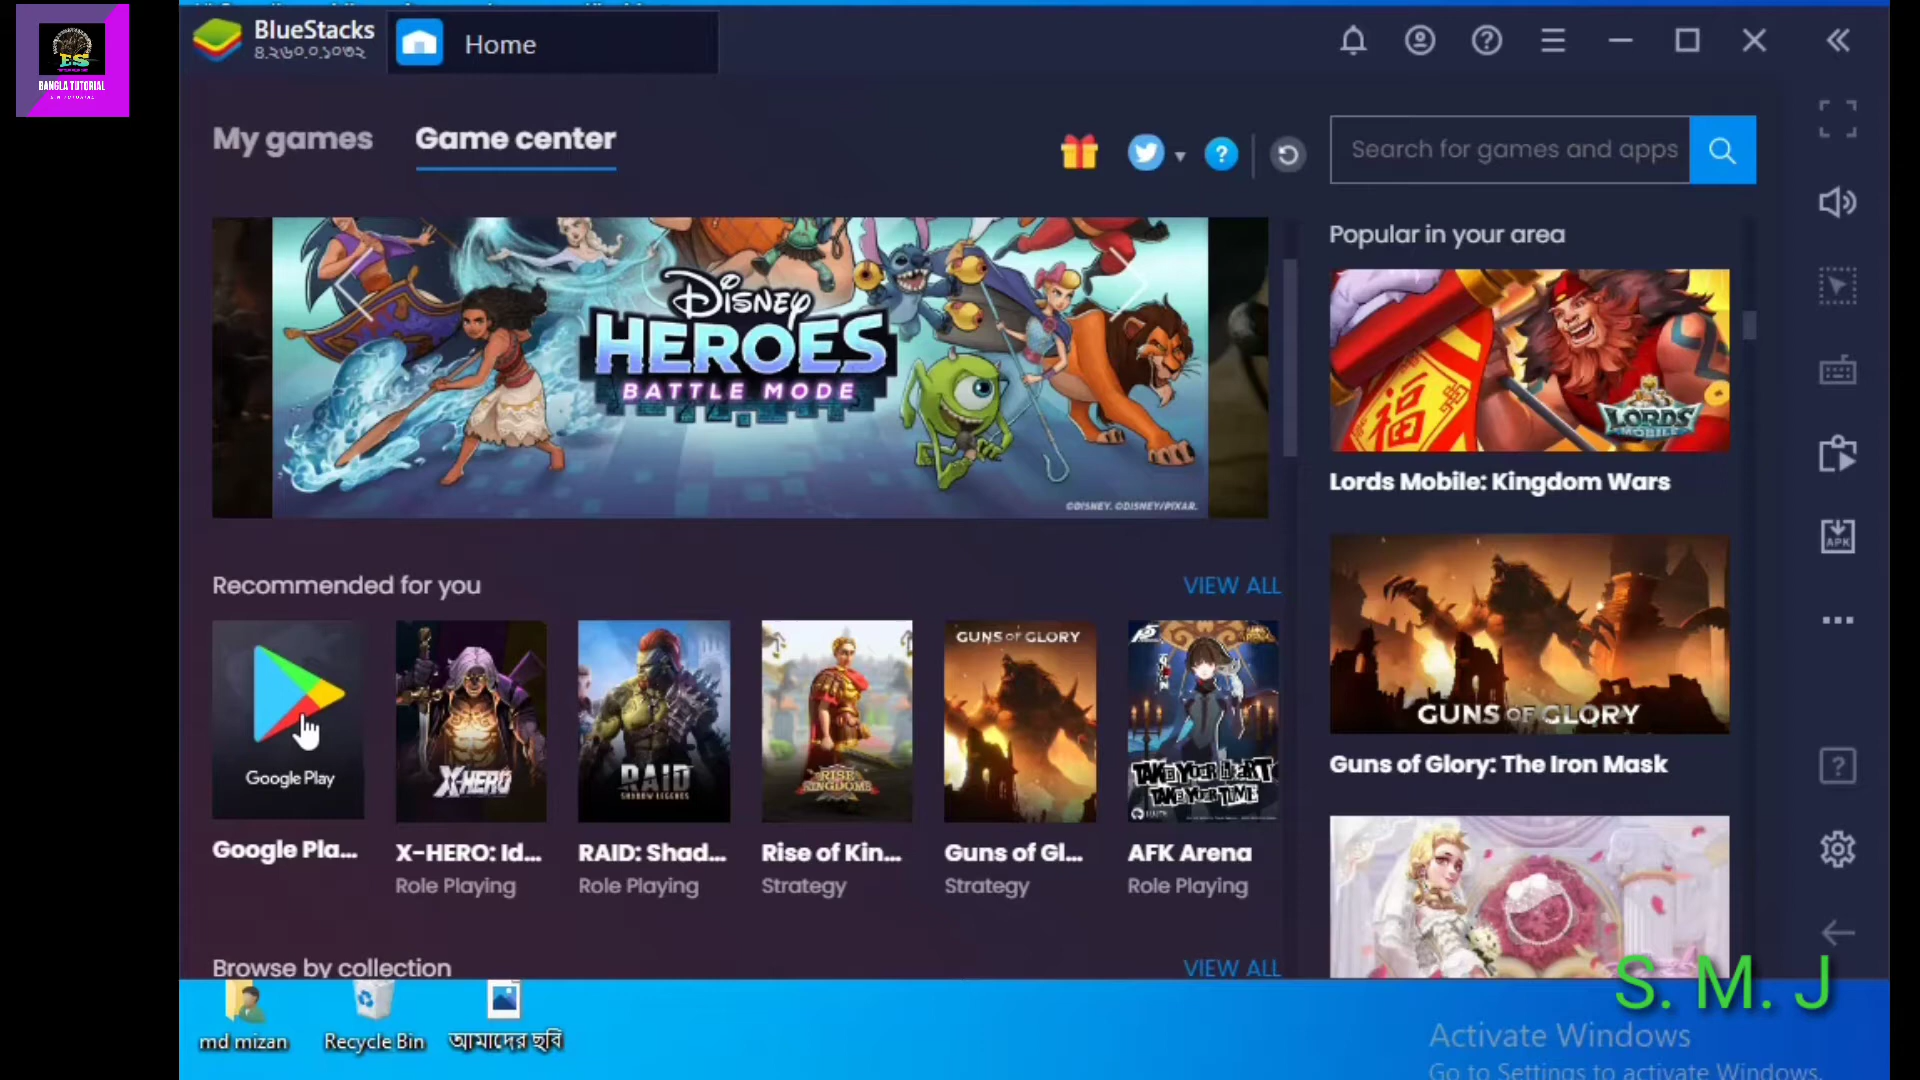 BlueStacks
৪.২৬০.০.১০৩২
Home
BANGLA TUTORIAL
My games
Game center
Search for games and apps
Popular in your area
DISNEY
HEROES
BATTLE MODE
©DISNEY. ©DISNEY/PIXAR.
福
LORDS
MOBILE
Lords Mobile: Kingdom Wars
APK
Recommended for you
VIEW ALL
Google Play
X-HERO
RAID
SHADOW LEGENDS
RISE OF
KINGDOMS
GUNS OF GLORY
TAKE YOUR HEART
TAKE YOUR TIME
GUNS OF GLORY
Guns of Glory: The Iron Mask
Google Pla...
X-HERO: Id...
RAID: Shad...
Rise of Kin...
Guns of Gl...
AFK Arena
Role Playing
Role Playing
Strategy
Strategy
Role Playing
Browse by collection
VIEW ALL
S. M. J
md mizan
Recycle Bin
আমাদের ছবি
Activate Windows
Go to Settings to activate Windows.